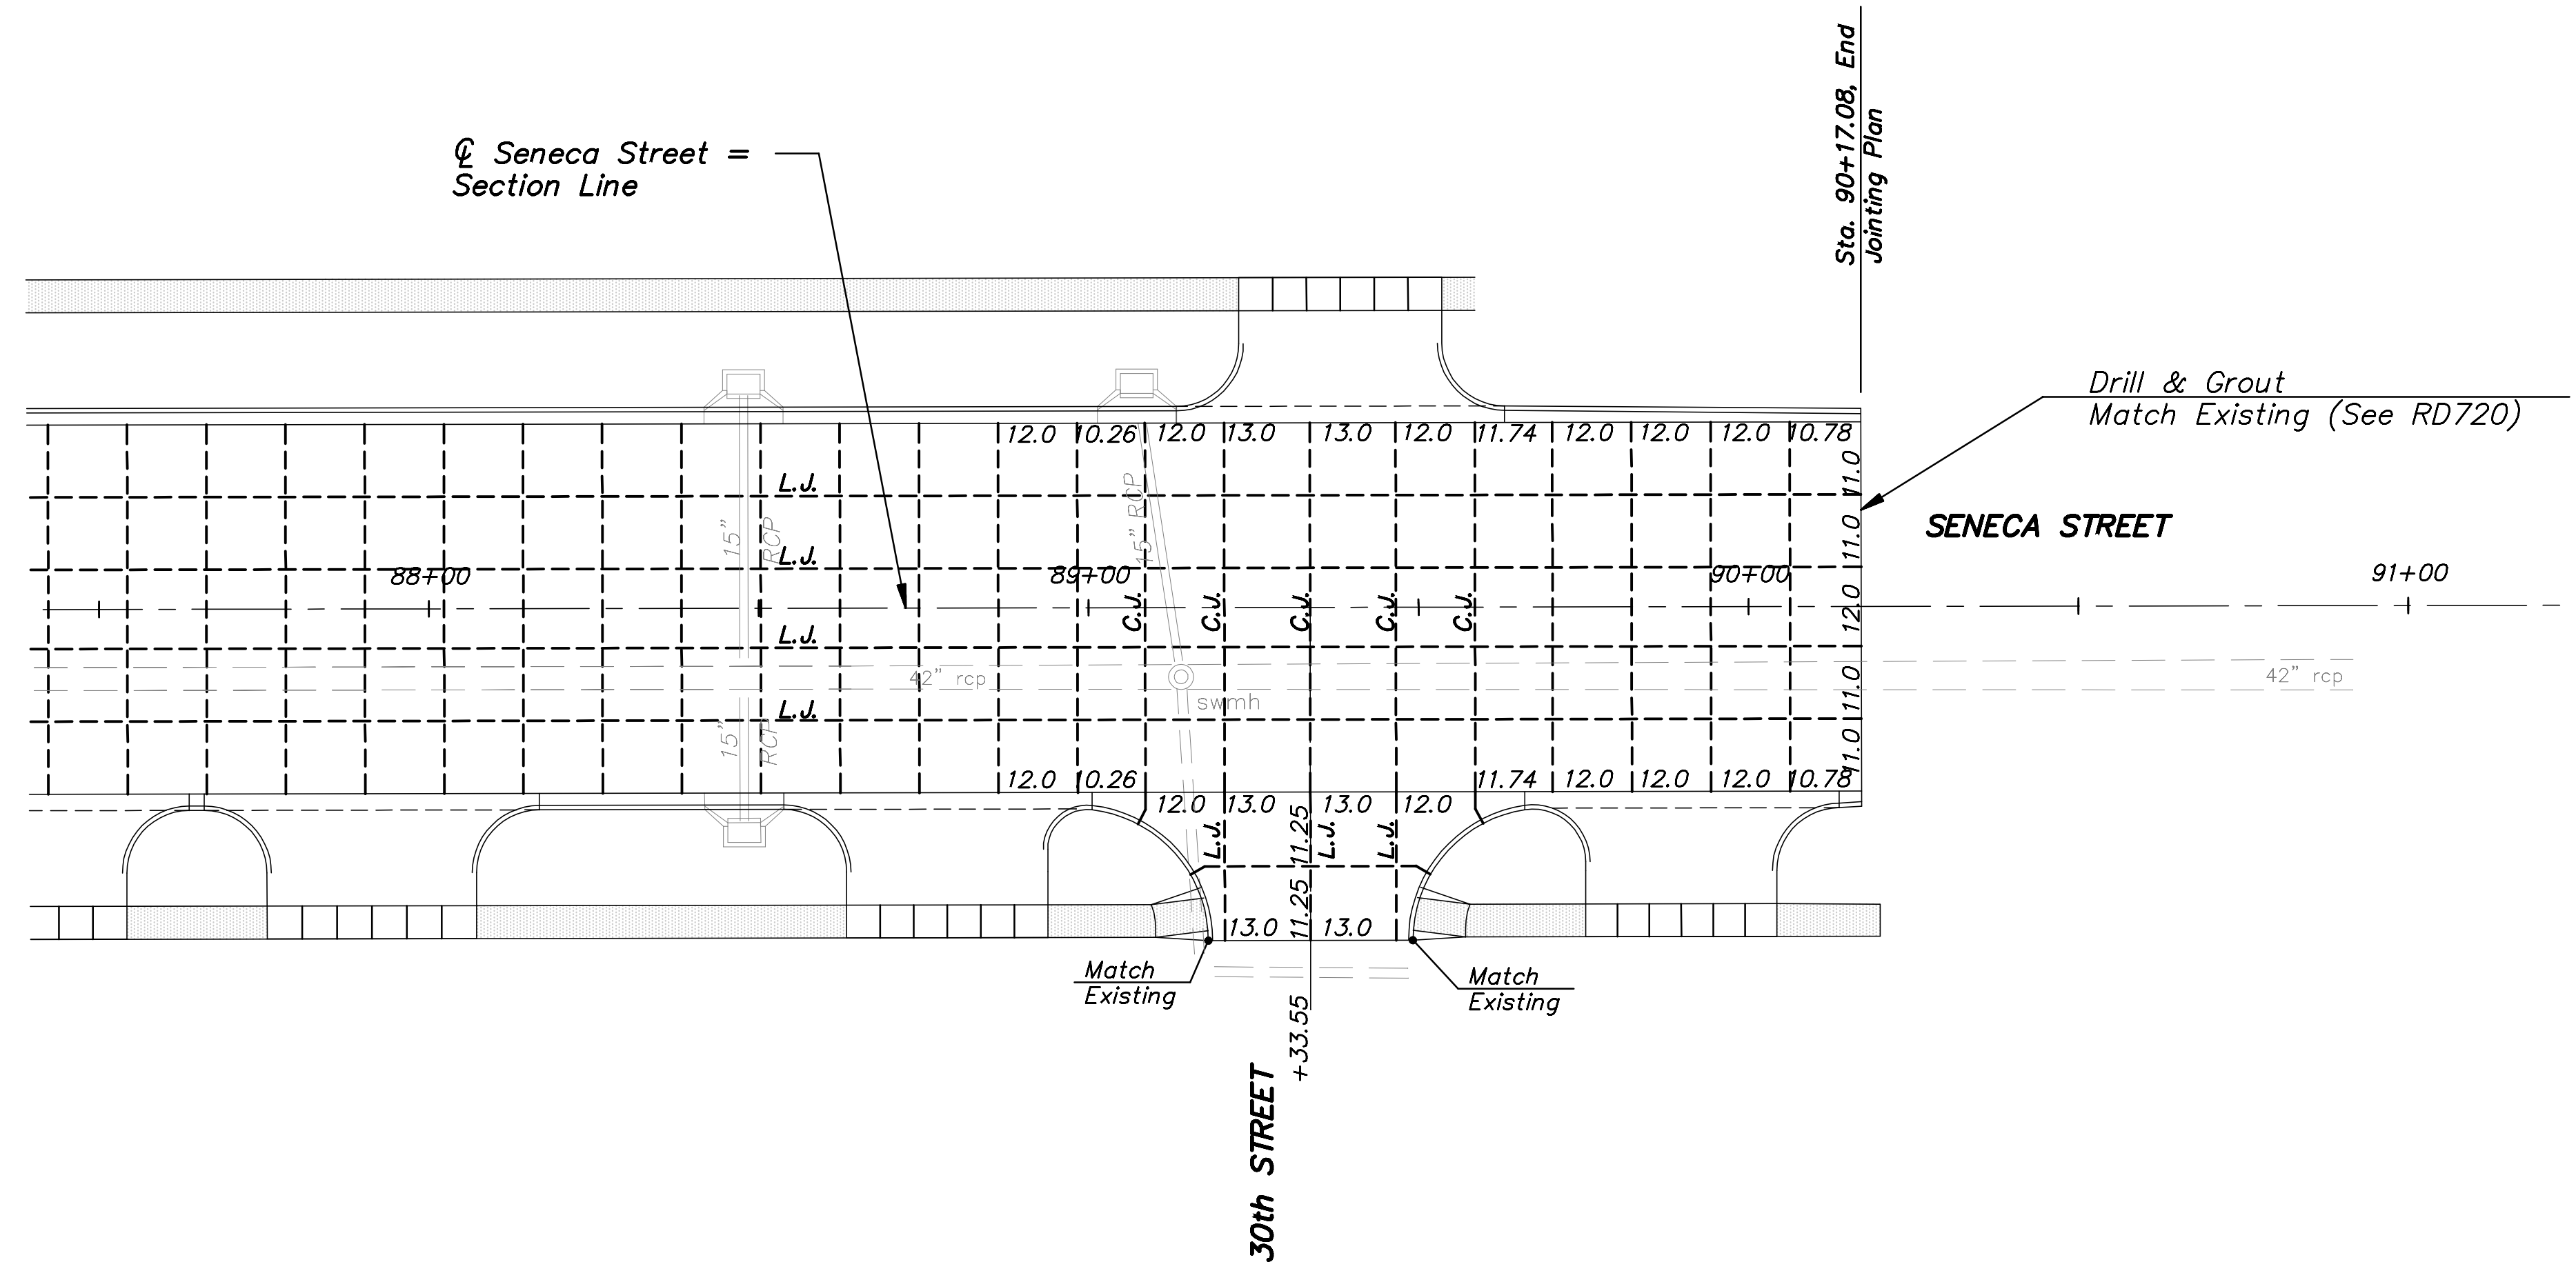 Sta. 90+17.08, End
Jointing Plan
℄ Seneca Street =
Section Line
Drill & Grout
Match Existing (See RD720)
12.0 10.26 12.0 13.0 13.0 12.0 11.74 12.0 12.0 12.0 10.78
11.0
L.J.
15" RCP
15" RCP
11.0
SENECA STREET
L.J.
88+00 89+00 90+00 91+00
C.J. C.J. C.J. C.J. C.J.
12.0
L.J.
42" rcp
42" rcp
11.0
swmh
L.J.
15" RCP
11.0
12.0 10.26 11.74 12.0 12.0 12.0 10.78
12.0 13.0 13.0 12.0
L.J. 11.25 L.J. L.J.
11.25
13.0 13.0
Match
Existing
Match
Existing
+33.55
30th STREET